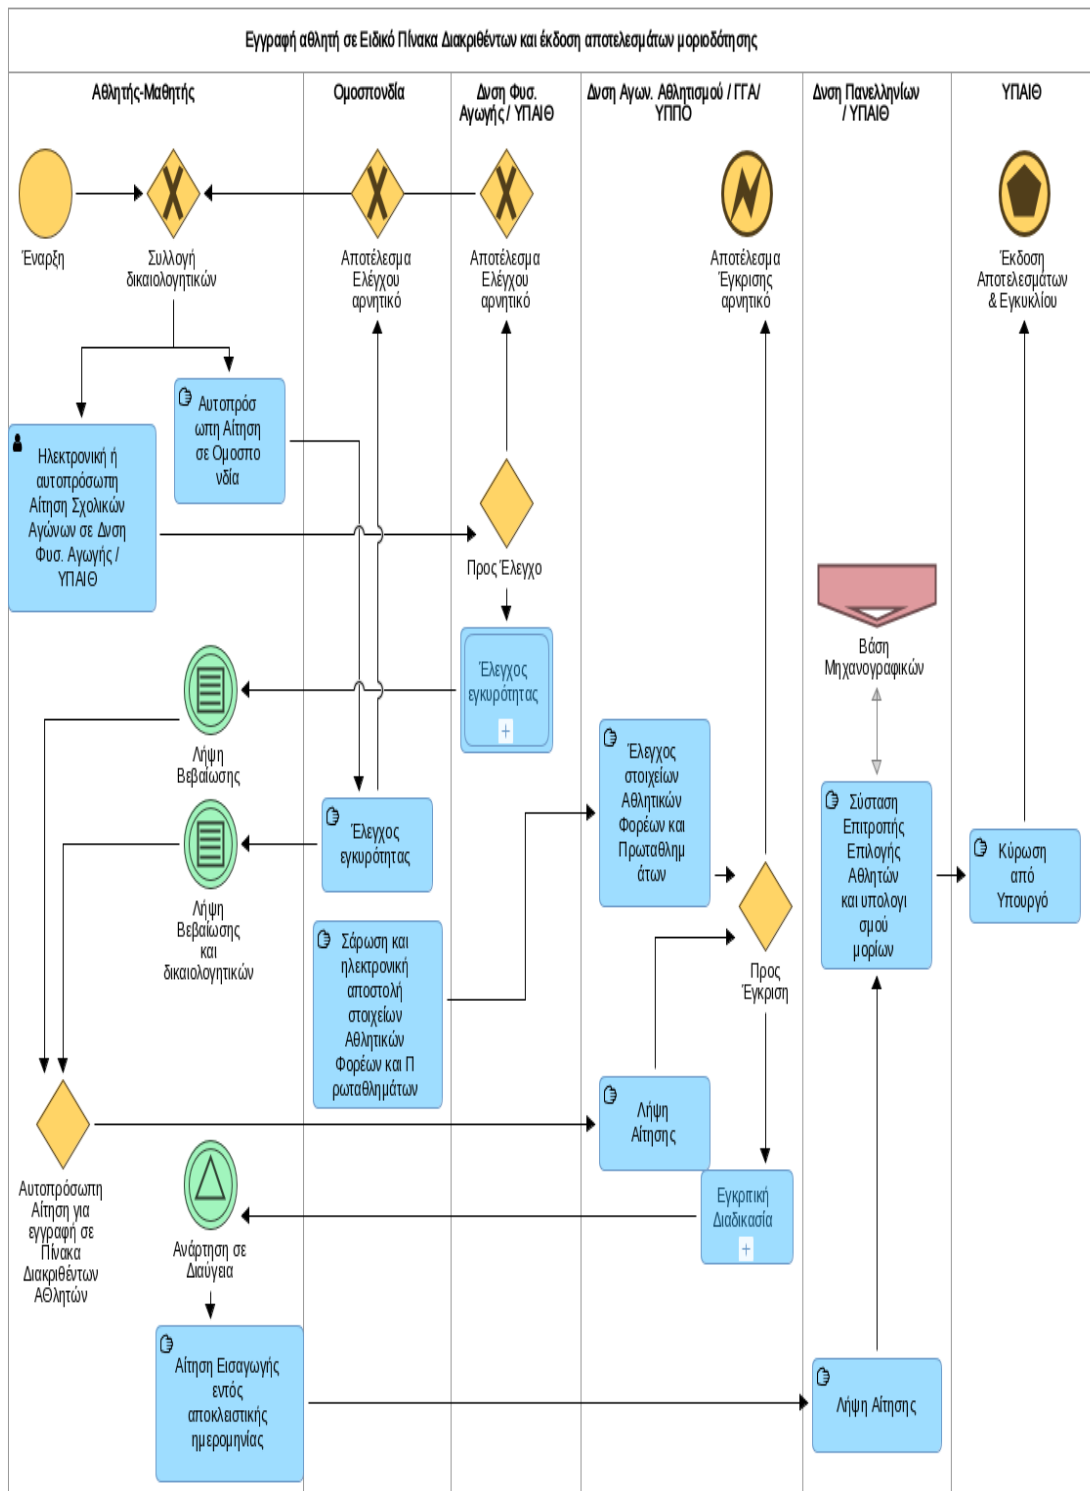 Εγγραφή αθλητή σε Ειδικό Πίνακα Διακριθέντων και έκδοση αποτελεσμάτων μοριοδότησης
Αθλητής-Μαθητής
Ομοσπονδία
Δνση Φυσ.
Αγωγής / ΥΠΑΙΘ
Δνση Αγων. Αθλητισμού / ΓΓΑ/
ΥΠΠΟ
Δνση Πανελληνίων
/ ΥΠΑΙΘ
ΥΠΑΙΘ
Έναρξη
Συλλογή
δικαιολογητικών
Αποτέλεσμα
Ελέγχου
αρνητικό
Αποτέλεσμα
Ελέγχου
αρνητικό
Αποτέλεσμα
Έγκρισης
αρνητικό
Έκδοση
Αποτελεσμάτων
& Εγκυκλίου
Αυτοπρόσ
ωπη Αίτηση
σε Ομοσπο
νδία
Ηλεκτρονική ή
αυτοπρόσωπη
Αίτηση Σχολικών
Αγώνων σε Δνση
Φυσ. Αγωγής /
ΥΠΑΙΘ
Προς Έλεγχο
Έλεγχος
εγκυρότητας
+
Βάση
Μηχανογραφικών
Λήψη
Βεβαίωσης
Έλεγχος
στοιχείων
Αθλητικών
Φορέων και
Πρωταθλημ
άτων
Σύσταση
Επιτροπής
Επιλογής
Αθλητών
και υπολογι
σμού
μορίων
Έλεγχος
εγκυρότητας
Κύρωση
από
Υπουργό
Λήψη
Βεβαίωσης
και
δικαιολογητικών
Σάρωση και
ηλεκτρονική
αποστολή
στοιχείων
Αθλητικών
Φορέων και Π
ρωταθλημάτων
Προς
Έγκριση
Λήψη
Αίτησης
Αυτοπρόσωπη
Αίτηση για
εγγραφή σε
Πίνακα
Διακριθέντων
ΑΘλητών
Εγκριτική
Διαδικασία
+
Ανάρτηση σε
Διαύγεια
Αίτηση Εισαγωγής
εντός
αποκλειστικής
ημερομηνίας
Λήψη Αίτησης